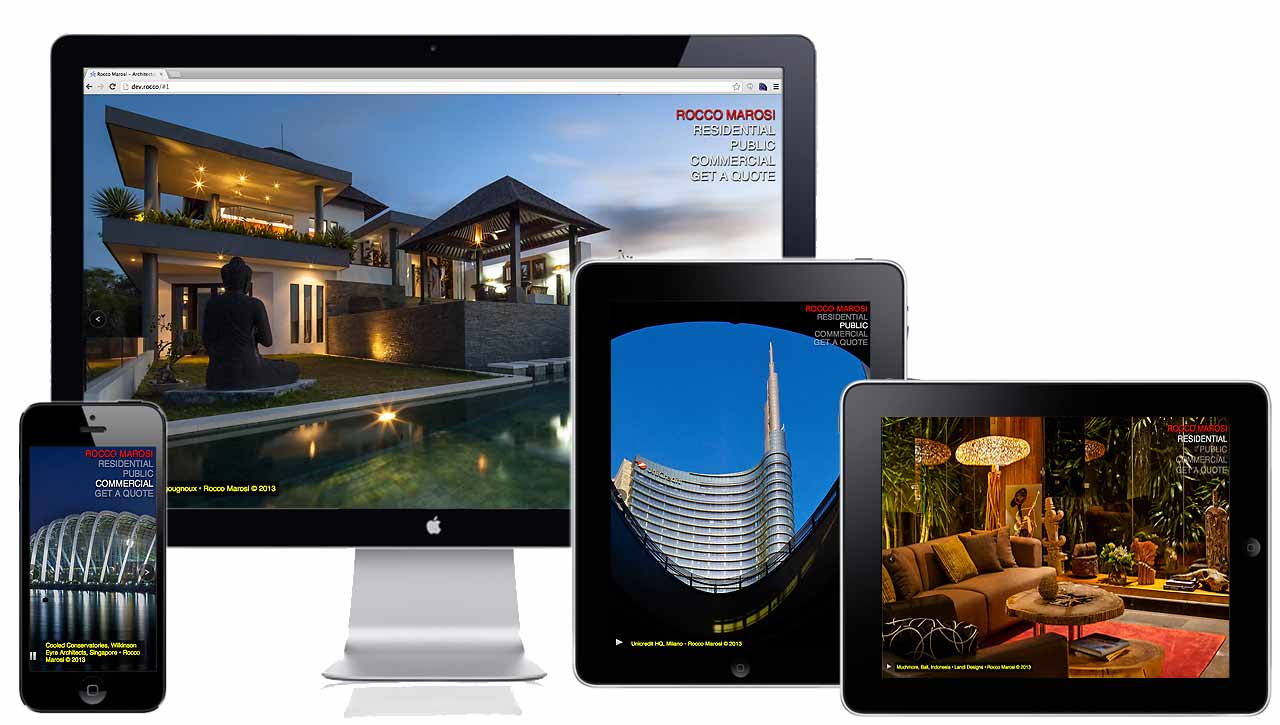 Rocco Marosi - Architectu
dev.rocco/#1
ROCCO MAROSI
RESIDENTIAL
PUBLIC
COMMERCIAL
GET A QUOTE
ougnoux • Rocco Marosi © 2013
ROCCO MAROSI
RESIDENTIAL
PUBLIC
COMMERCIAL
GET A QUOTE
Unicredit HQ, Milano • Rocco Marosi © 2013
ROCCO MAROSI
RESIDENTIAL
PUBLIC
COMMERCIAL
GET A QUOTE
Cooled Conservatories, Wilkinson
Eyre Architects, Singapore • Rocco
Marosi © 2013
ROCCO MAROSI
RESIDENTIAL
PUBLIC
COMMERCIAL
GET A QUOTE
Muchmore, Bali, Indonesia • Landi Designs • Rocco Marosi © 2013